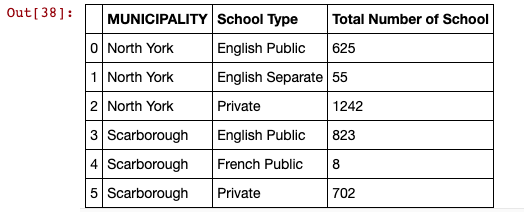 Out[38]:
MUNICIPALITY School Type Total Number of School
0 North York English Public 625
1 North York English Separate 55
2 North York Private 1242
3 Scarborough English Public 823
4 Scarborough French Public 8
5 Scarborough Private 702